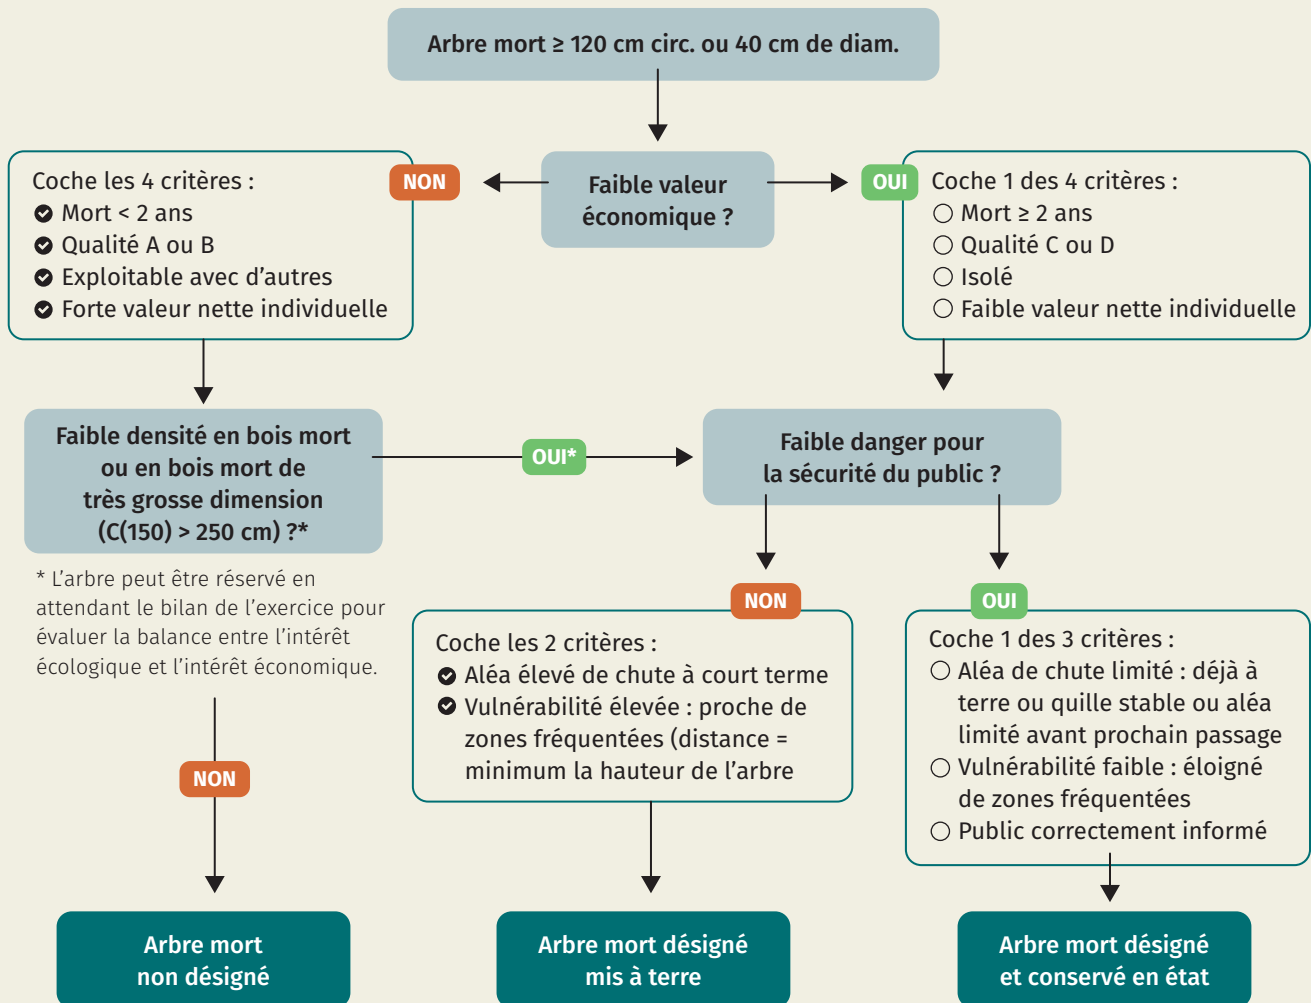 Arbre mort ≥ 120 cm circ. ou 40 cm de diam.
Faible valeur
économique ?
NON
Coche les 4 critères :
Mort < 2 ans
Qualité A ou B
Exploitable avec d’autres
Forte valeur nette individuelle
OUI
Coche 1 des 4 critères :
Mort ≥ 2 ans
Qualité C ou D
Isolé
Faible valeur nette individuelle
Faible densité en bois mort
ou en bois mort de
très grosse dimension
(C(150) > 250 cm) ?*
OUI*
Faible danger pour
la sécurité du public ?
* L’arbre peut être réservé en
attendant le bilan de l’exercice pour
évaluer la balance entre l’intérêt
écologique et l’intérêt économique.
NON
NON
Coche les 2 critères :
Aléa élevé de chute à court terme
Vulnérabilité élevée : proche de
zones fréquentées (distance =
minimum la hauteur de l’arbre
OUI
Coche 1 des 3 critères :
Aléa de chute limité : déjà à
terre ou quille stable ou aléa
limité avant prochain passage
Vulnérabilité faible : éloigné
de zones fréquentées
Public correctement informé
Arbre mort
non désigné
Arbre mort désigné
mis à terre
Arbre mort désigné
et conservé en état